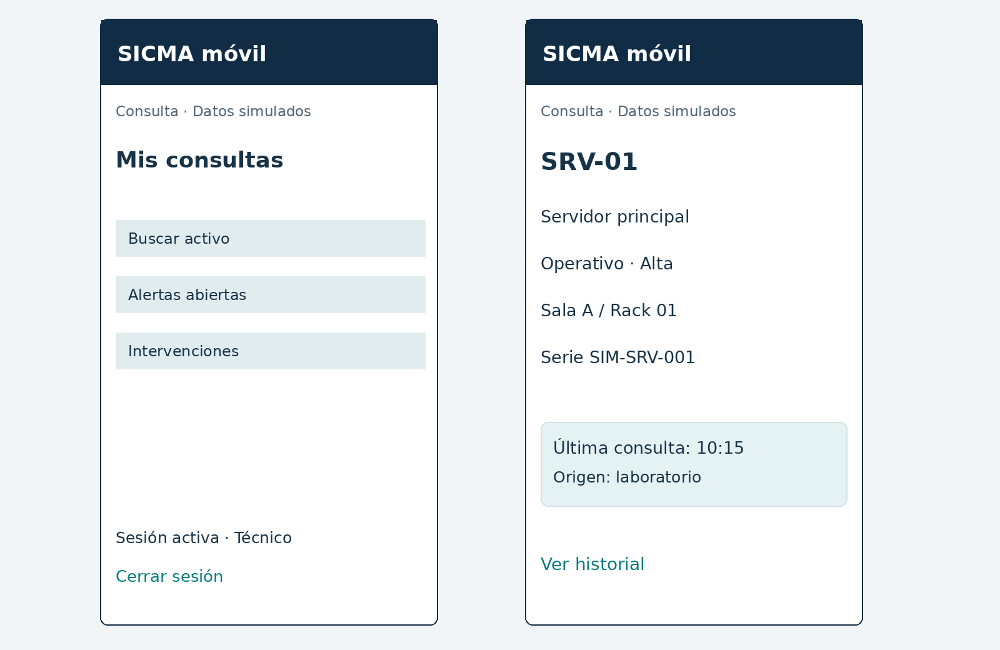 SICMA móvil
Consulta · Datos simulados
Mis consultas
Buscar activo
Alertas abiertas
Intervenciones
Sesión activa · Técnico
Cerrar sesión
SICMA móvil
Consulta · Datos simulados
SRV-01
Servidor principal
Operativo · Alta
Sala A / Rack 01
Serie SIM-SRV-001
Última consulta: 10:15
Origen: laboratorio
Ver historial